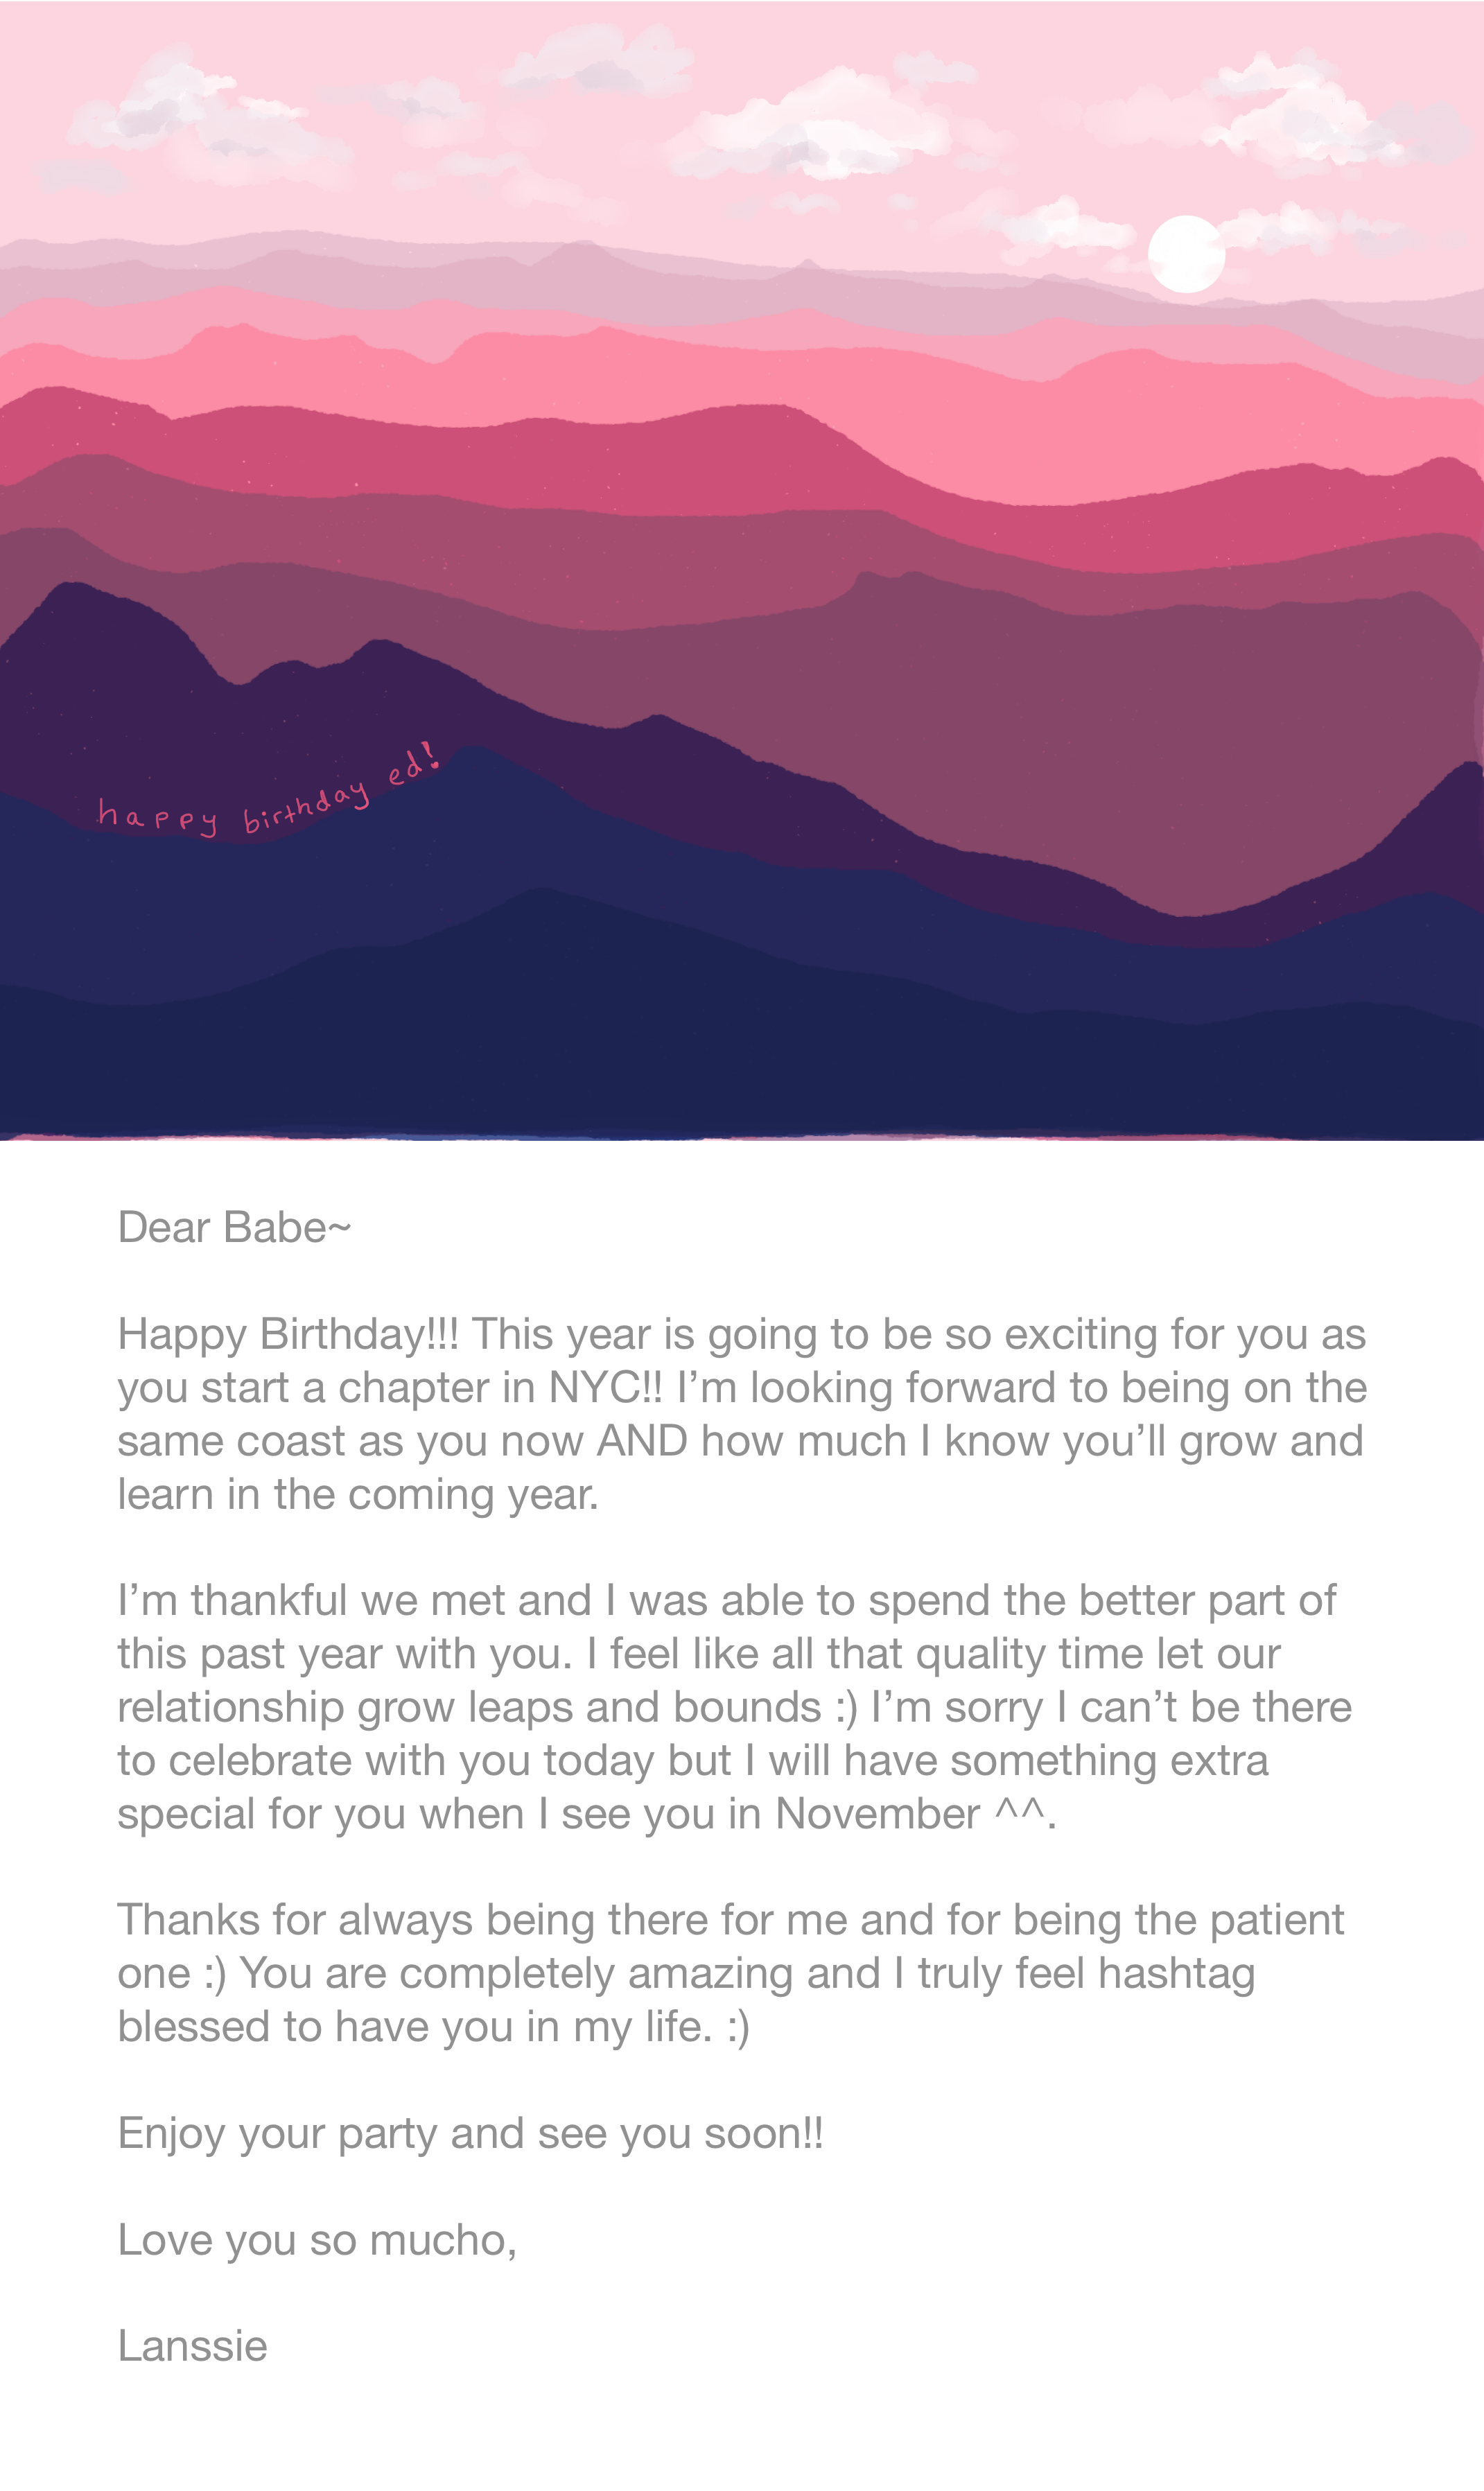 happy birthday ed!
Dear Babe~
Happy Birthday!!! This year is going to be so exciting for you as
you start a chapter in NYC!! I’m looking forward to being on the
same coast as you now AND how much I know you’ll grow and
learn in the coming year.
I’m thankful we met and I was able to spend the better part of
this past year with you. I feel like all that quality time let our
relationship grow leaps and bounds :) I’m sorry I can’t be there
to celebrate with you today but I will have something extra
special for you when I see you in November ^^.
Thanks for always being there for me and for being the patient
one :) You are completely amazing and I truly feel hashtag
blessed to have you in my life. :)
Enjoy your party and see you soon!!
Love you so mucho,
Lanssie